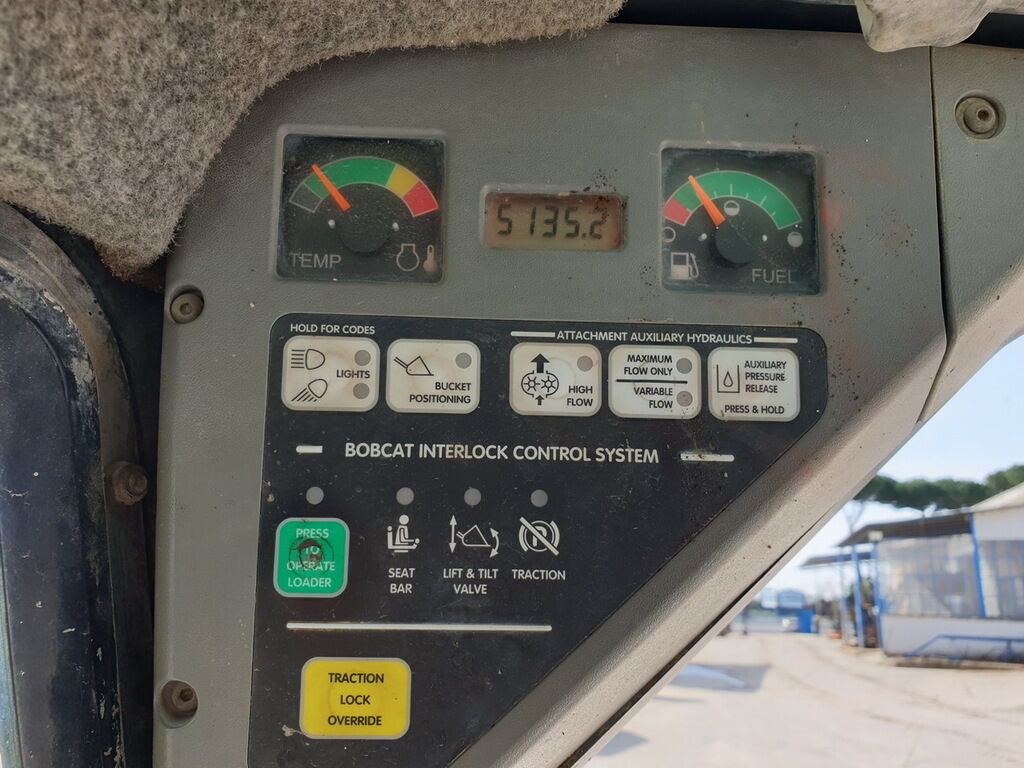 TEMP
5135.2
FUEL
HOLD FOR CODES
ATTACHMENT AUXILIARY HYDRAULICS
LIGHTS
BUCKET
POSITIONING
HIGH
FLOW
MAXIMUM
FLOW ONLY
VARIABLE
FLOW
AUXILIARY
PRESSURE
RELEASE
PRESS & HOLD
BOBCAT INTERLOCK CONTROL SYSTEM
PRESS
TO
OPERATE
LOADER
SEAT
BAR
LIFT & TILT
VALVE
TRACTION
TRACTION
LOCK
OVERRIDE